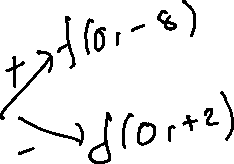 + f(0,-8)
- f(0,+2)